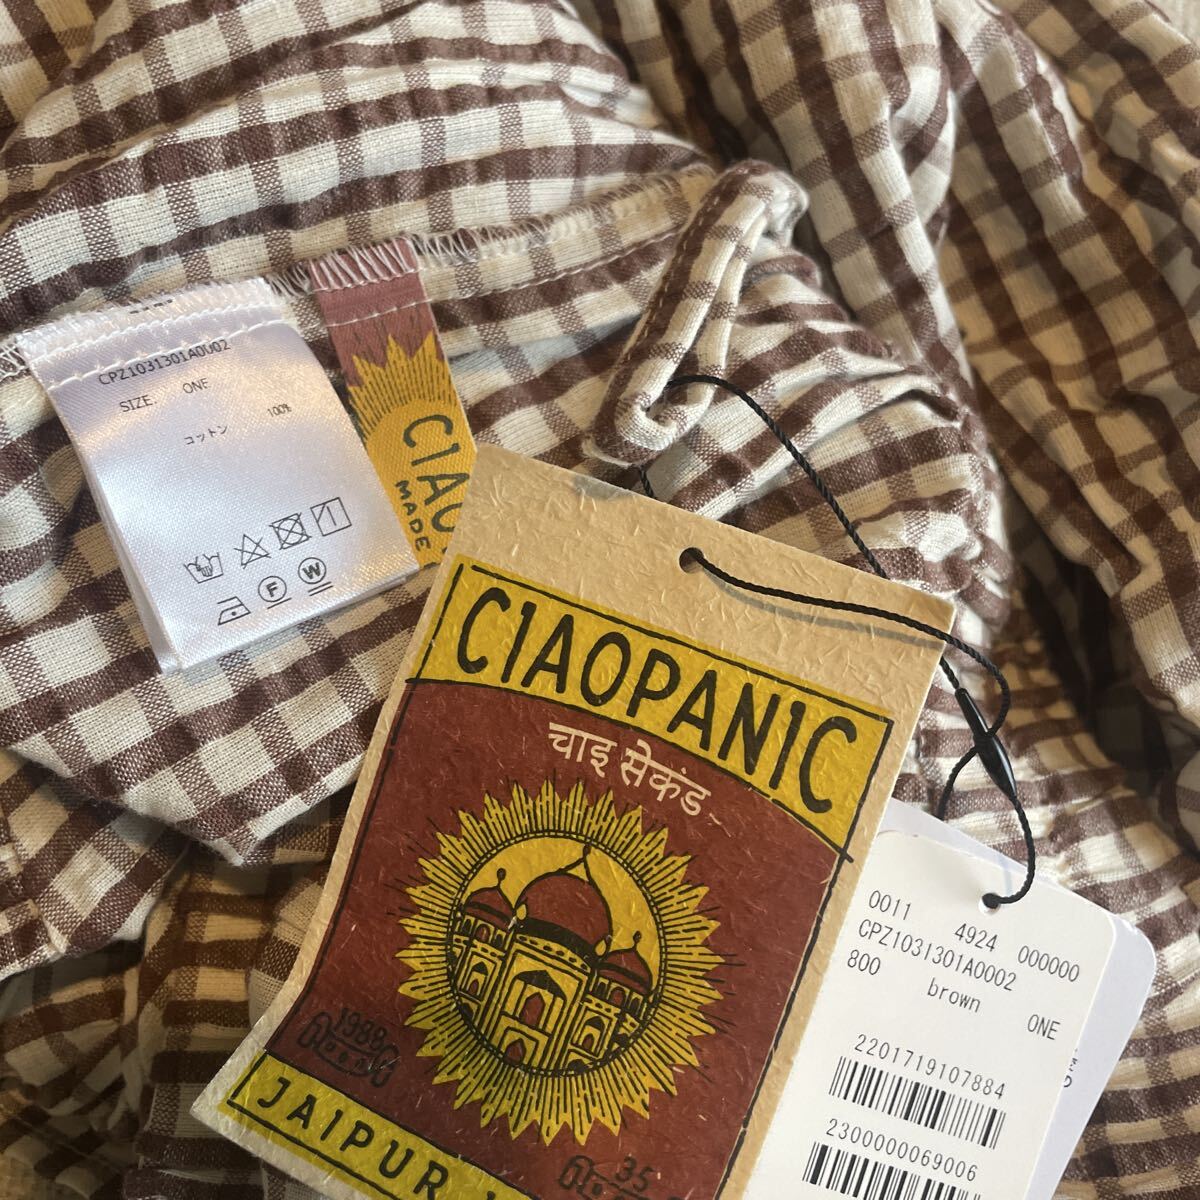 CPZ1031301A0002
SIZE. ONE
100%
コットン
F
W
CIAO
MADE
CIAOPANIC
चाइ सेकंड
1988
JAIPUR
35
0011 4924 000000
CPZ1031301A0002
800 brown ONE
2201719107884
2300000069006